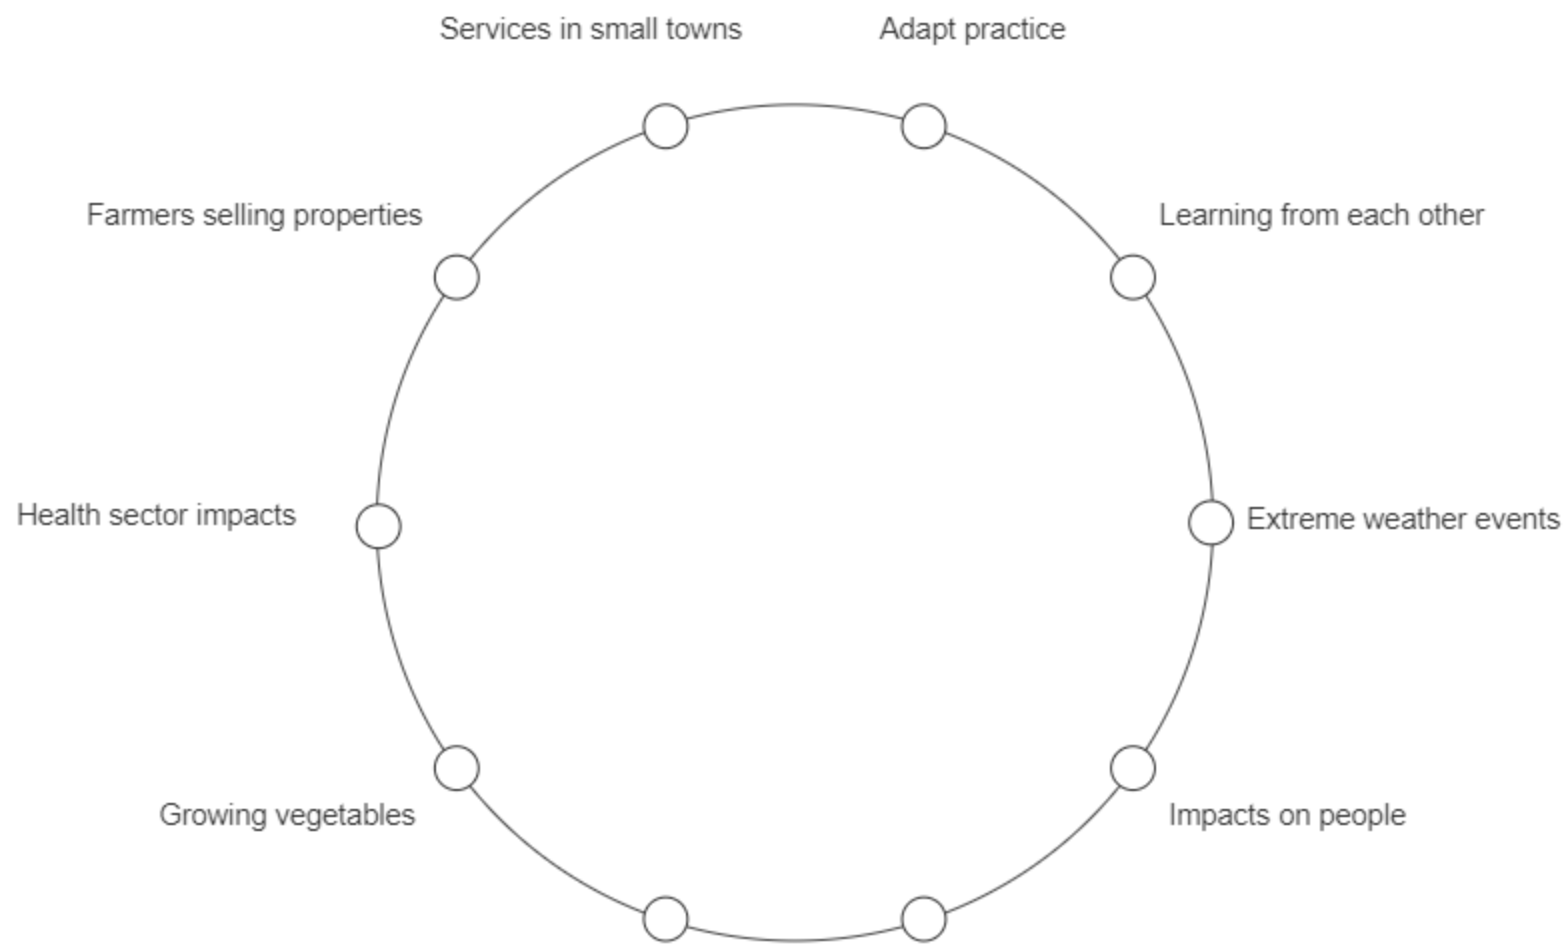 Services in small towns
Adapt practice
Farmers selling properties
Learning from each other
Health sector impacts
Extreme weather events
Growing vegetables
Impacts on people